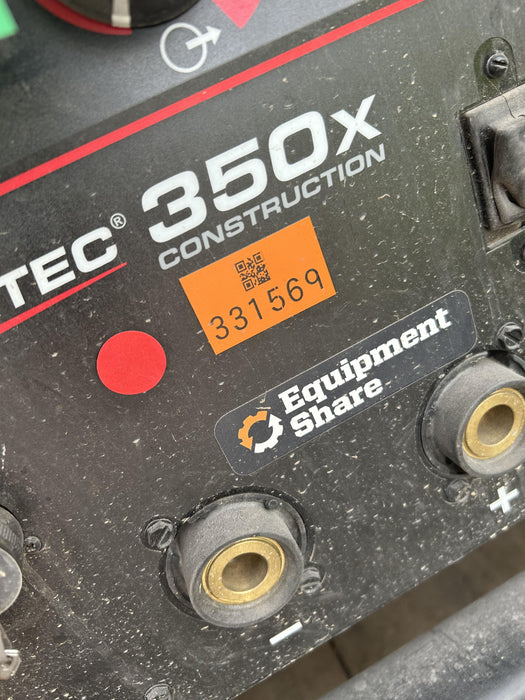 TEC® 350x
CONSTRUCTION
331569
Equipment
Share
+
-